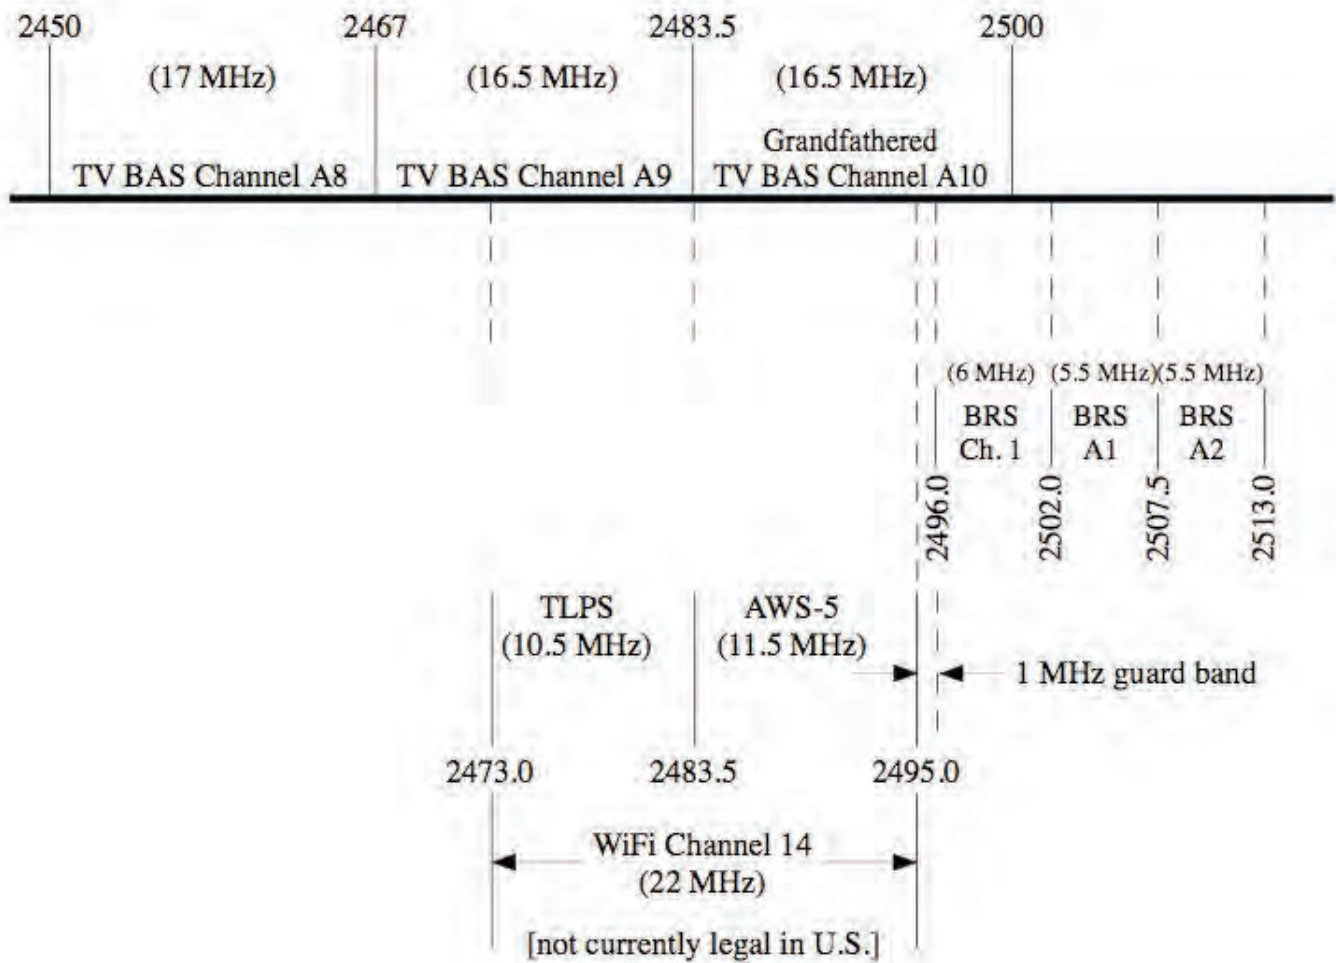 2450 2467 2483.5 2500
(17 MHz) (16.5 MHz) (16.5 MHz)
Grandfathered
TV BAS Channel A8 TV BAS Channel A9 TV BAS Channel A10
(6 MHz) (5.5 MHz) (5.5 MHz)
BRS BRS BRS
Ch. 1 A1 A2
2496.0 2502.0 2507.5 2513.0
TLPS AWS-5
(10.5 MHz) (11.5 MHz)
1 MHz guard band
2473.0 2483.5 2495.0
WiFi Channel 14
(22 MHz)
[not currently legal in U.S.]